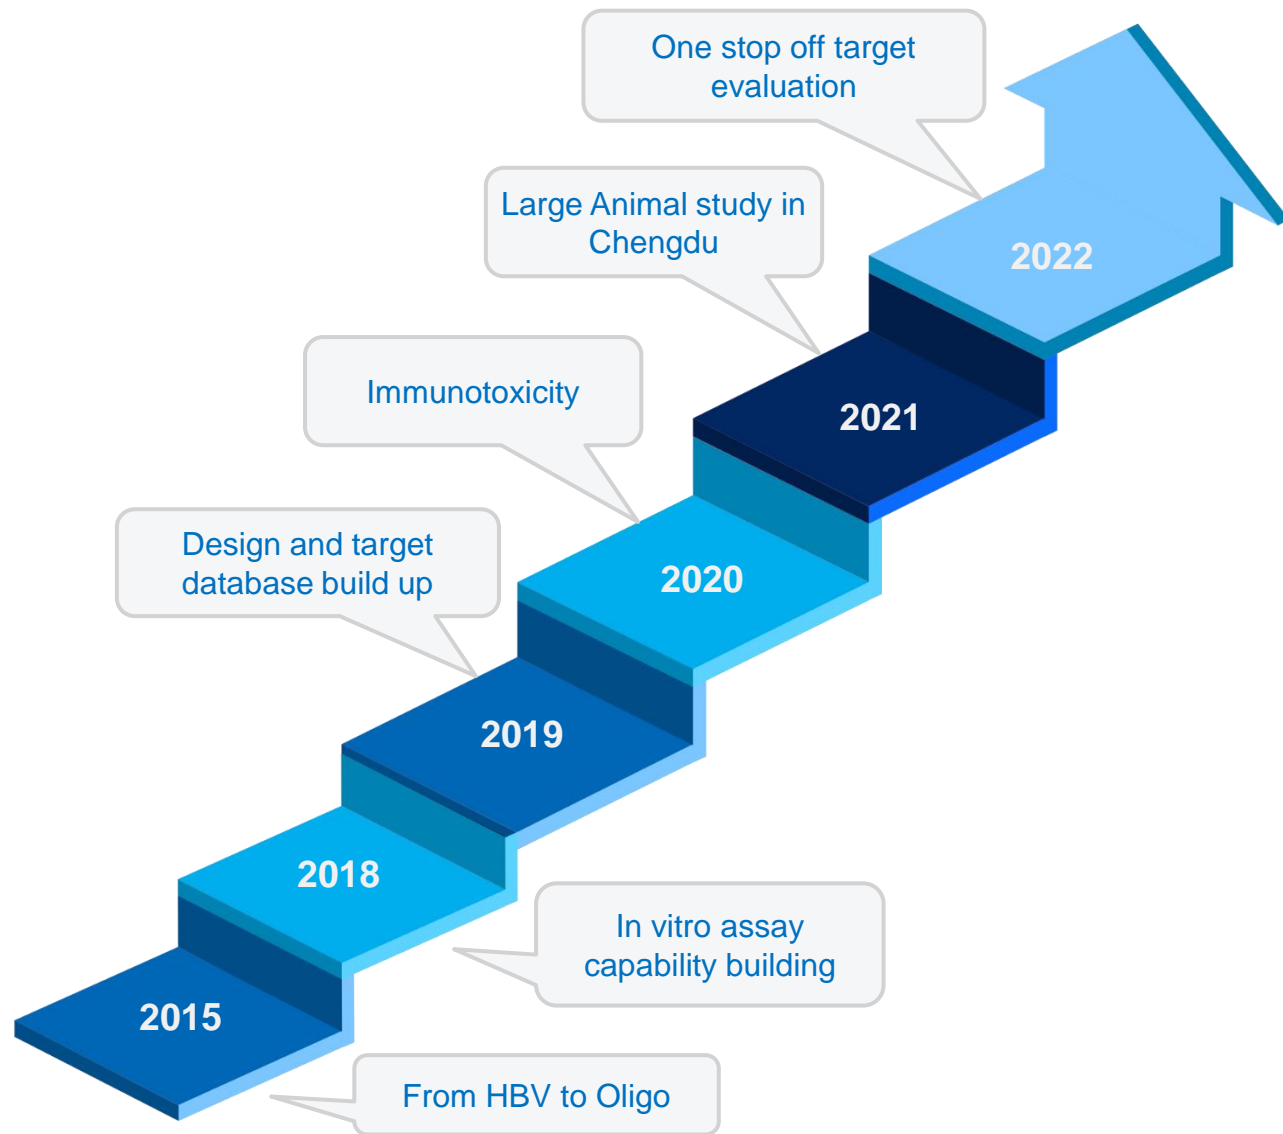 One stop off target
evaluation
2022
Large Animal study in
Chengdu
2021
Immunotoxicity
2020
Design and target
database build up
2019
2018
In vitro assay
capability building
2015
From HBV to Oligo